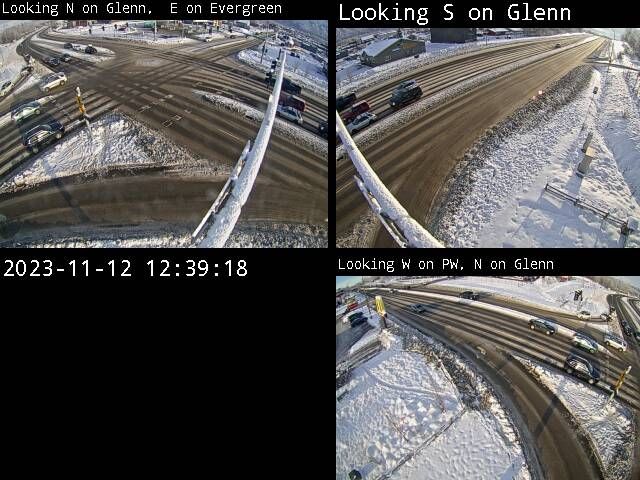 Looking N on Glenn,  E on Evergreen
Looking S on Glenn
2023-11-12 12:39:18
Looking W on PW, N on Glenn